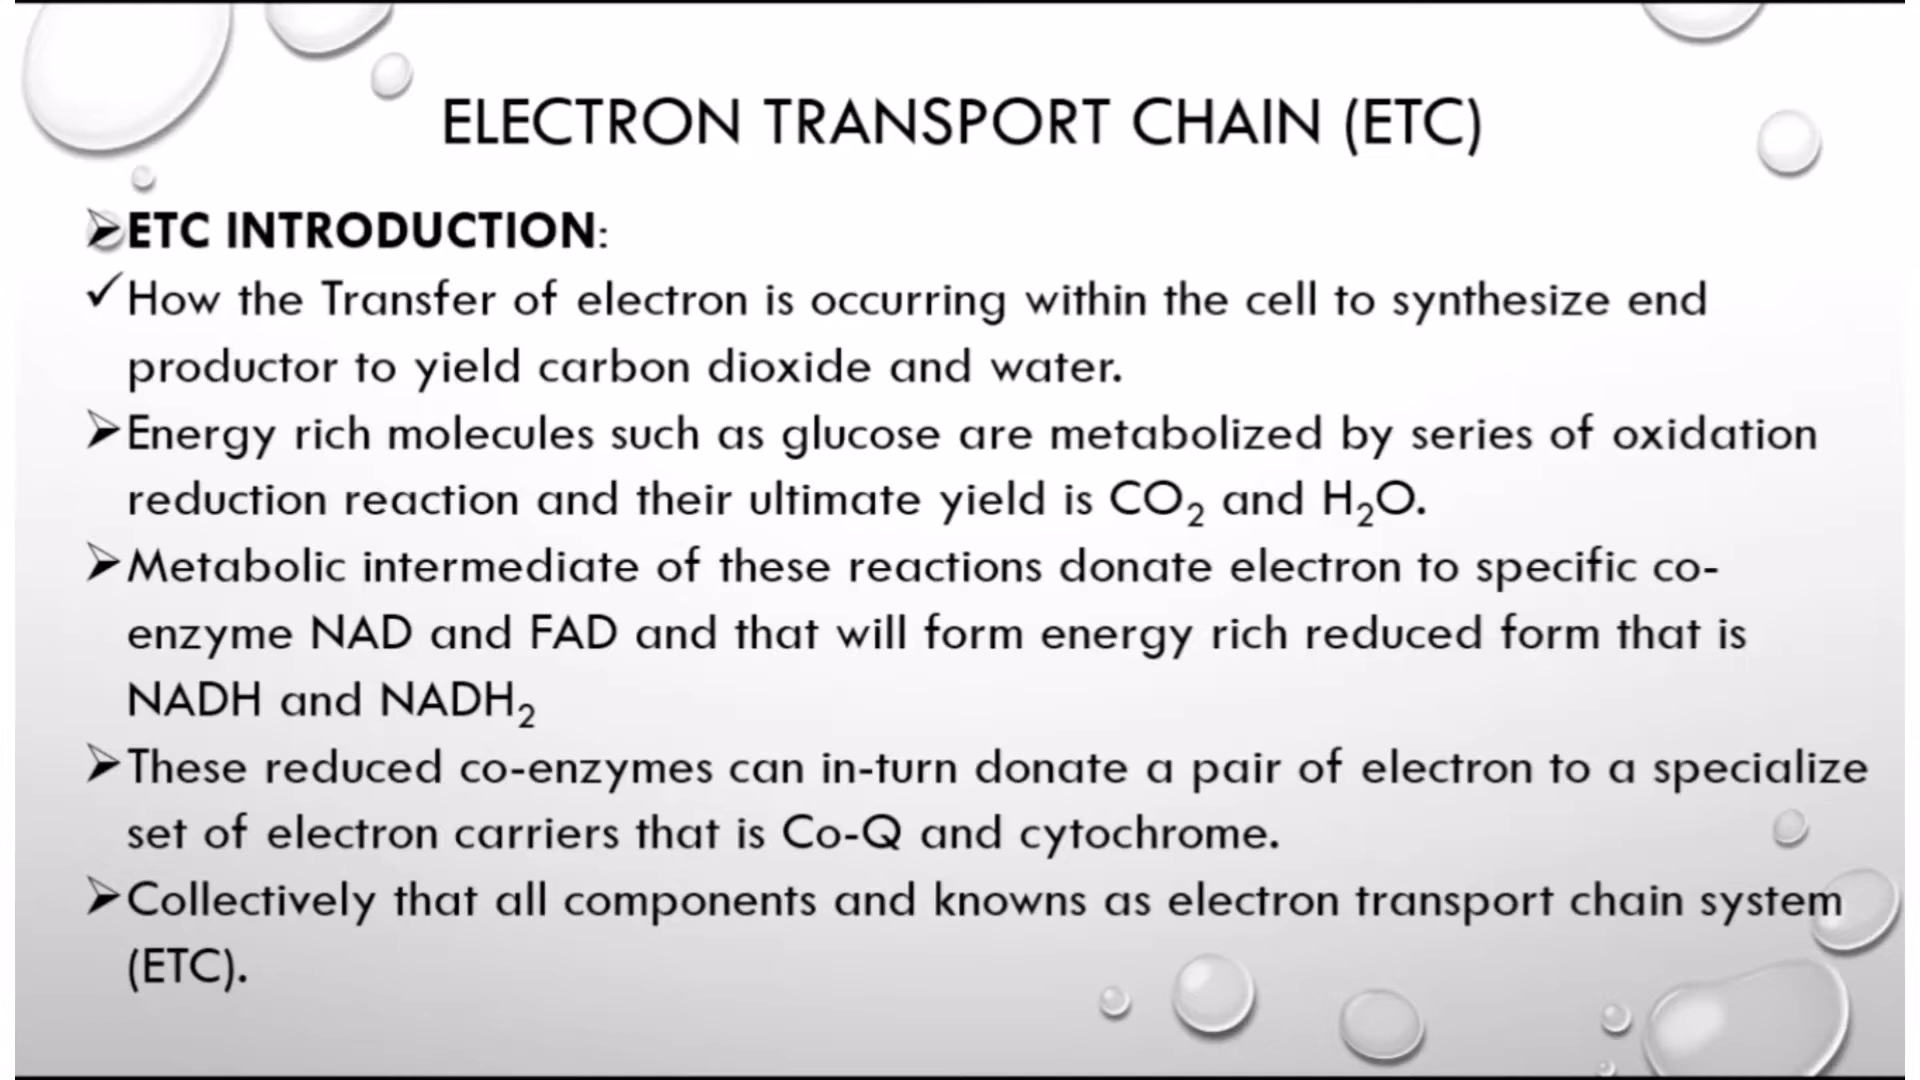 ELECTRON TRANSPORT CHAIN (ETC)
➢ETC INTRODUCTION:
✓How the Transfer of electron is occurring within the cell to synthesize end
productor to yield carbon dioxide and water.
➢Energy rich molecules such as glucose are metabolized by series of oxidation
reduction reaction and their ultimate yield is CO₂ and H₂O.
➢Metabolic intermediate of these reactions donate electron to specific co-
enzyme NAD and FAD and that will form energy rich reduced form that is
NADH and NADH₂
➢These reduced co-enzymes can in-turn donate a pair of electron to a specialize
set of electron carriers that is Co-Q and cytochrome.
➢Collectively that all components and knowns as electron transport chain system
(ETC).